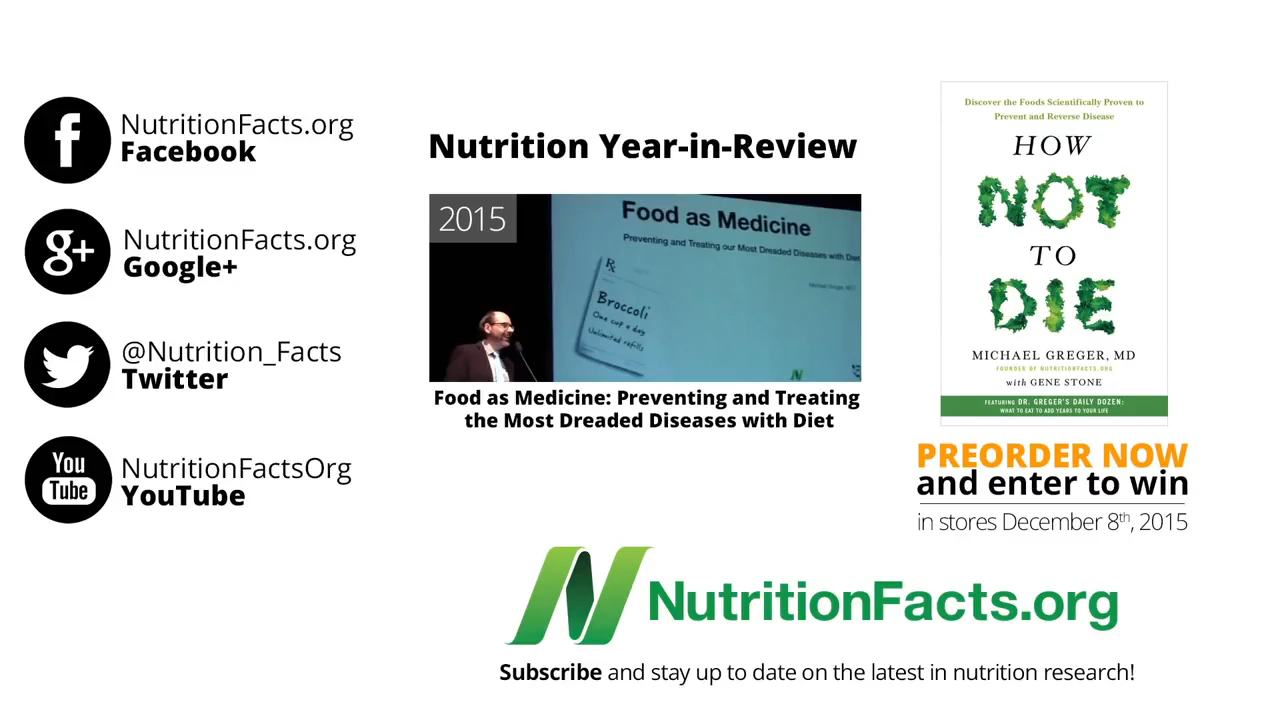 NutritionFacts.org
Facebook
NutritionFacts.org
Google+
@Nutrition_Facts
Twitter
You
Tube
NutritionFactsOrg
YouTube
Nutrition Year-in-Review
2015
Food as Medicine
Preventing and Treating our Most Dreaded Diseases with Diet
Broccoli
One cup a day
Unlimited refills
Food as Medicine: Preventing and Treating
the Most Dreaded Diseases with Diet
Discover the Foods Scientifically Proven to
Prevent and Reverse Disease
HOW
NOT
TO
DIE
MICHAEL GREGER, MD
FOUNDER OF NUTRITIONFACTS.ORG
with GENE STONE
FEATURING DR. GREGER'S DAILY DOZEN:
WHAT TO EAT TO ADD YEARS TO YOUR LIFE
PREORDER NOW
and enter to win
in stores December 8th, 2015
NutritionFacts.org
Subscribe and stay up to date on the latest in nutrition research!